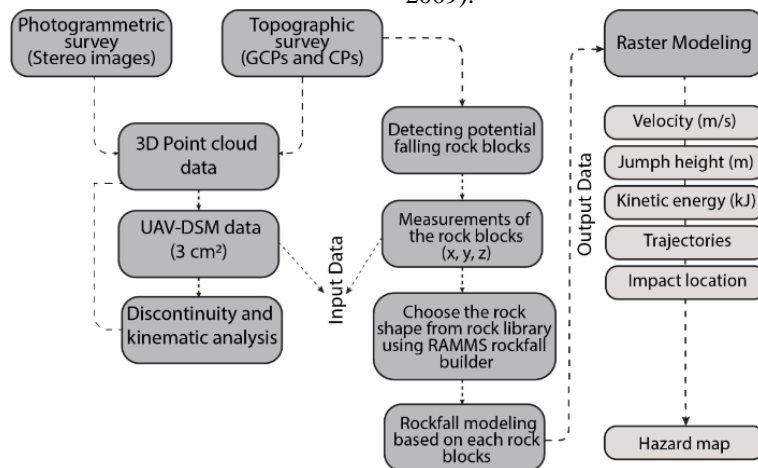 2009).
Photogrammetric
survey
(Stereo images)
Topographic
survey
(GCPs and CPs)
3D Point cloud
data
UAV-DSM data
(3 cm²)
Discontinuity and
kinematic analysis
Input Data
Detecting potential
falling rock blocks
Measurements of
the rock blocks
(x, y, z)
Choose the rock
shape from rock library
using RAMMS rockfall
builder
Rockfall modeling
based on each rock
blocks
Output Data
Raster Modeling
Velocity (m/s)
Jumph height (m)
Kinetic energy (kJ)
Trajectories
Impact location
Hazard map